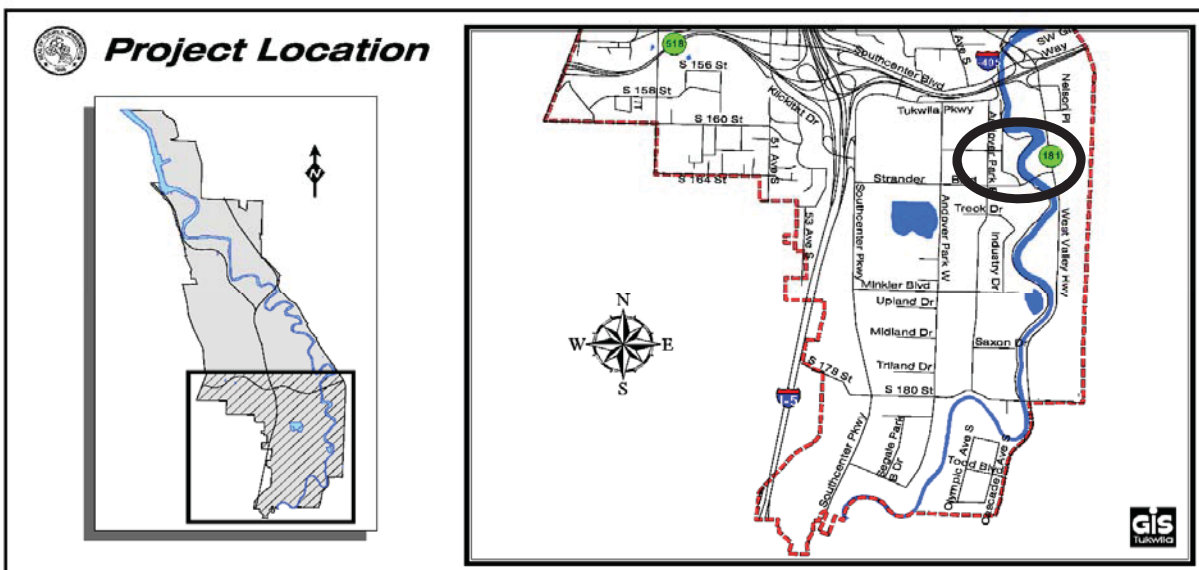 Project Location
N
518
S 156 St
S 158 St
S 160 St
S 164 St
51 Ave S
53 Ave S
Klickitat Dr
Southcenter Blvd
Ave S
I-405
SW G
Way
Nelson Pl
Tukwila Pkwy
Andover Park E
181
Strander Blvd
Southcenter Pkwy
Andover Park W
Treck Dr
Industry Dr
West Valley Hwy
Minkler Blvd
Upland Dr
Midland Dr
Triland Dr
Saxon Dr
S 178 St
S 180 St
I-5
Southcenter Pkwy
Segale Park
B Dr
Olympic Ave S
Todd Blvd
Cascade Ave S
N
W
E
S
GIS
Tukwila